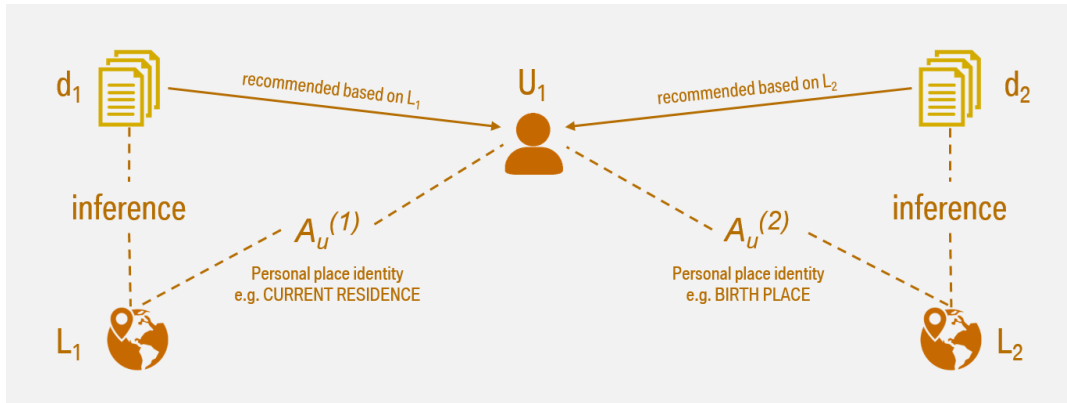 d₁
recommended based on L₁
U₁
recommended based on L₂
d₂
inference
inference
Aᵤ⁽¹⁾
Aᵤ⁽²⁾
Personal place identity
e.g. CURRENT RESIDENCE
Personal place identity
e.g. BIRTH PLACE
L₁
L₂